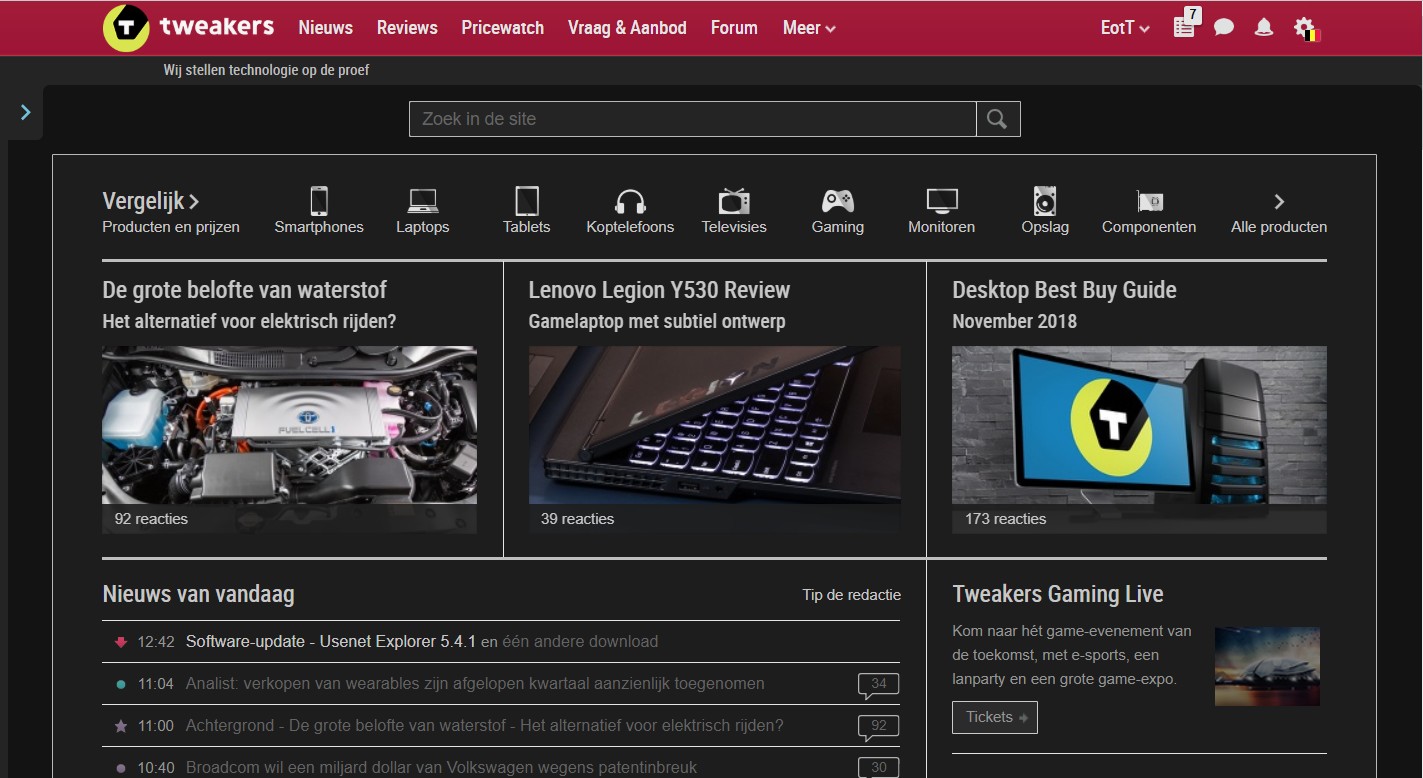 tweakers
Nieuws
Reviews
Pricewatch
Vraag & Aanbod
Forum
Meer
EotT
7
Wij stellen technologie op de proef
Zoek in de site
Vergelijk
Producten en prijzen
Smartphones
Laptops
Tablets
Koptelefoons
Televisies
Gaming
Monitoren
Opslag
Componenten
Alle producten
De grote belofte van waterstof
Het alternatief voor elektrisch rijden?
FUELCELL
92 reacties
Lenovo Legion Y530 Review
Gamelaptop met subtiel ontwerp
LEGION
39 reacties
Desktop Best Buy Guide
November 2018
T
173 reacties
Nieuws van vandaag
Tip de redactie
12:42 Software-update - Usenet Explorer 5.4.1 en één andere download
11:04 Analist: verkopen van wearables zijn afgelopen kwartaal aanzienlijk toegenomen 34
11:00 Achtergrond - De grote belofte van waterstof - Het alternatief voor elektrisch rijden? 92
10:40 Broadcom wil een miljard dollar van Volkswagen wegens patentinbreuk 30
Tweakers Gaming Live
Kom naar hét game-evenement van
de toekomst, met e-sports, een
lanparty en een grote game-expo.
Tickets